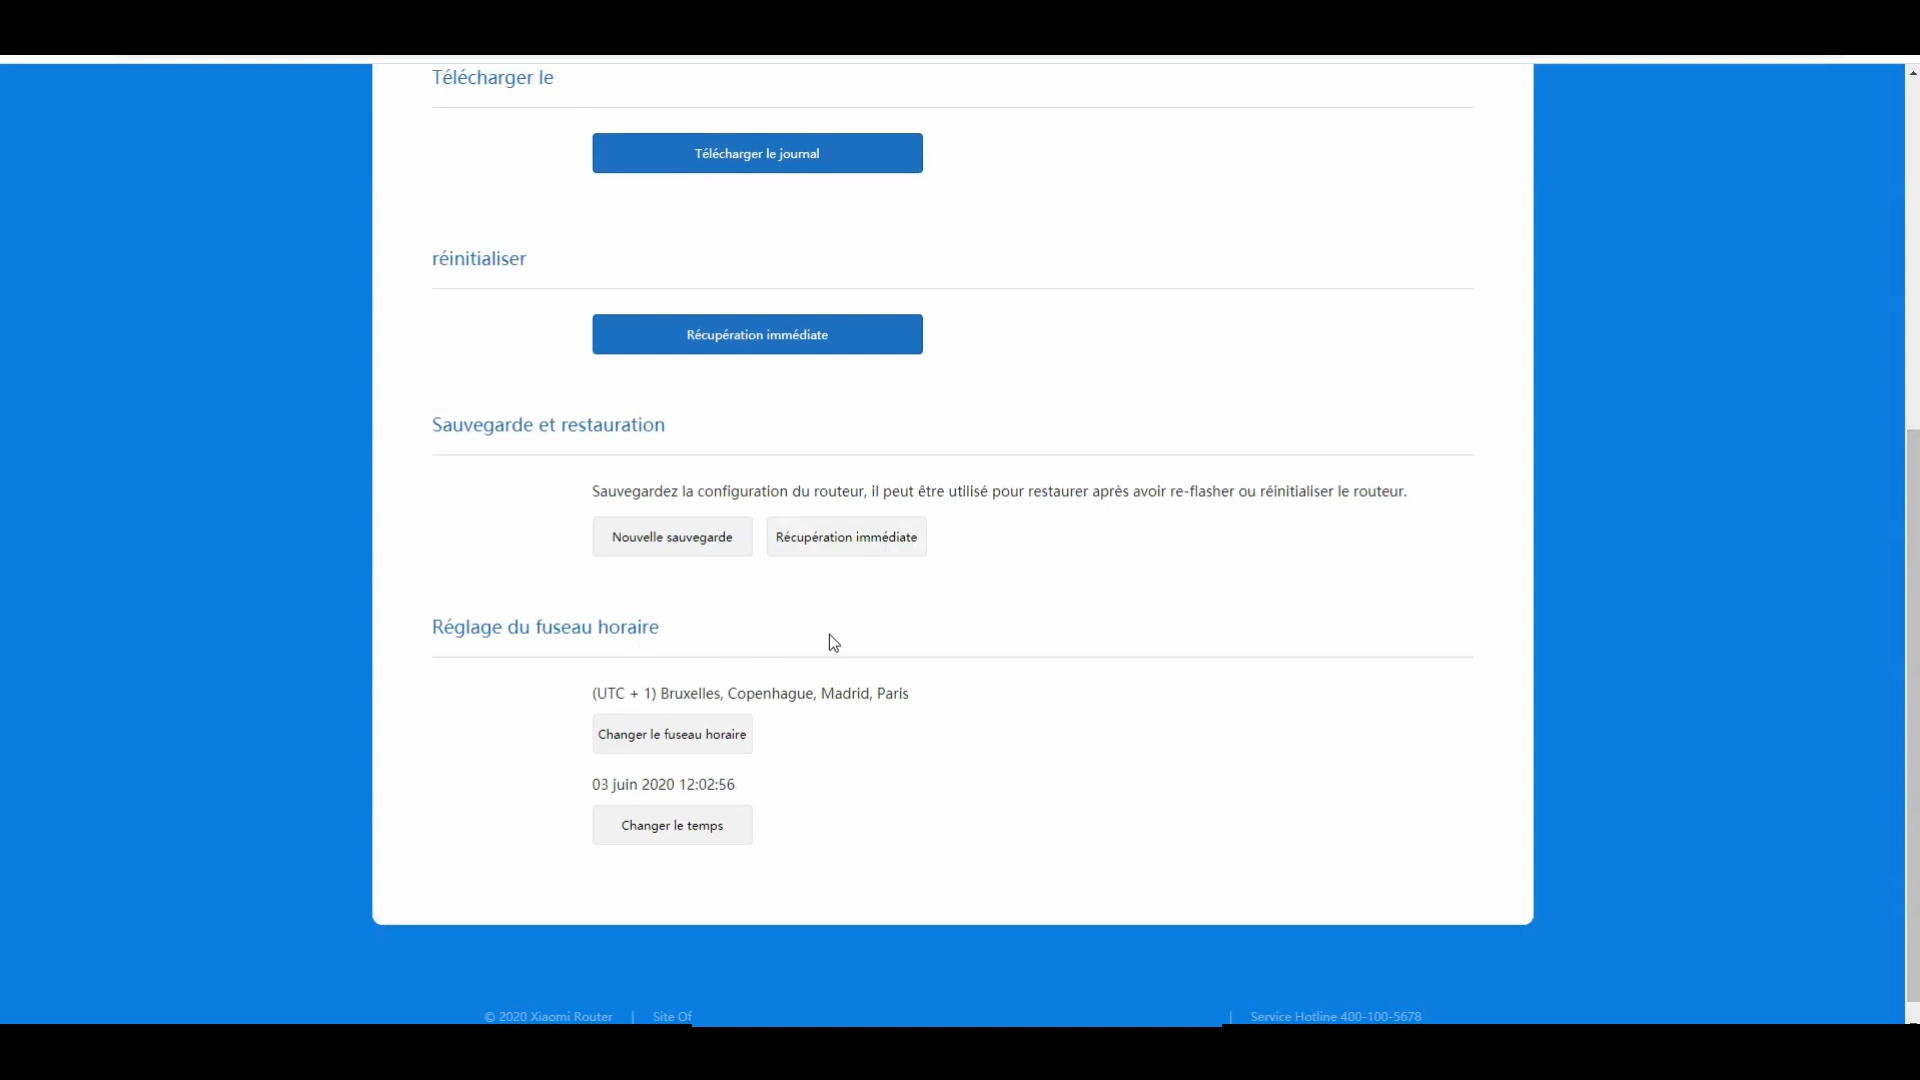 Télécharger le
Télécharger le journal
réinitialiser
Récupération immédiate
Sauvegarde et restauration
Sauvegardez la configuration du routeur, il peut être utilisé pour restaurer après avoir re-flasher ou réinitialiser le routeur.
Nouvelle sauvegarde Récupération immédiate
Réglage du fuseau horaire
(UTC + 1) Bruxelles, Copenhague, Madrid, Paris
Changer le fuseau horaire
03 juin 2020 12:02:56
Changer le temps
© 2020 Xiaomi Router | Site Of | Service Hotline 400-100-5678